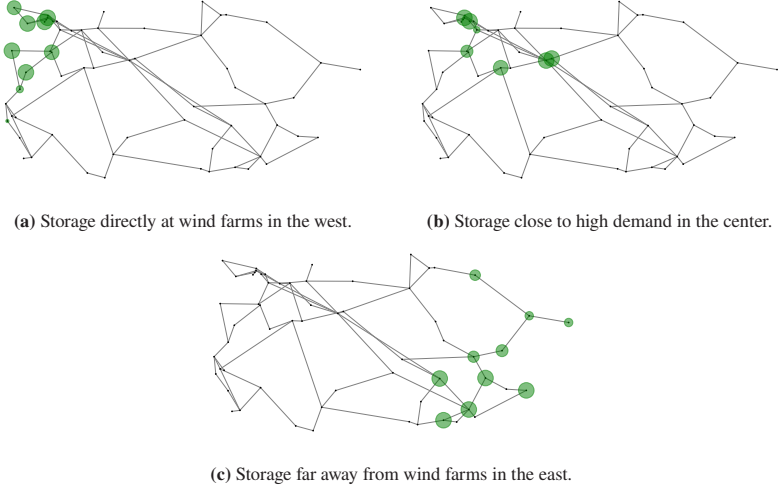 (a) Storage directly at wind farms in the west.
(b) Storage close to high demand in the center.
(c) Storage far away from wind farms in the east.